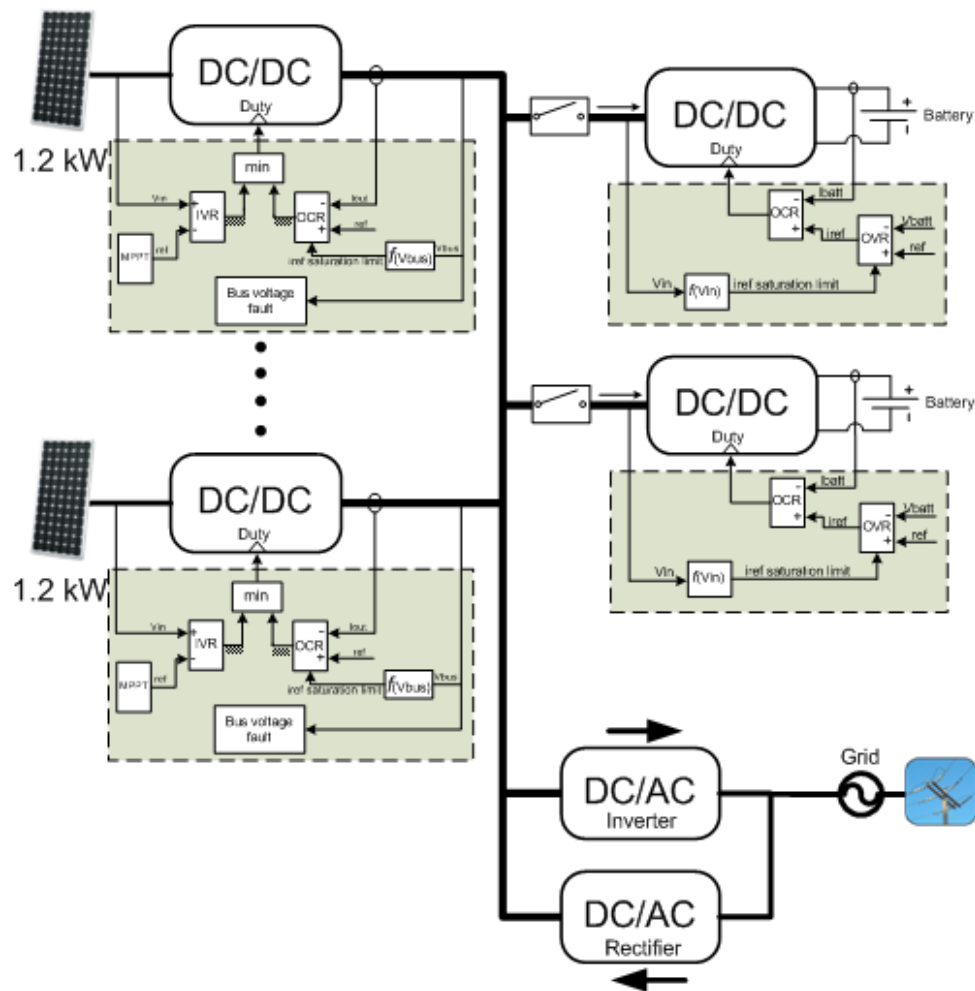 DC/DC
Duty
1.2 kW
min
Vin
+
IVR
-
MPPT
ref
Iout
-
OCR
+
ref
iref saturation limit
f(Vbus)
Vbus
Bus voltage
fault
DC/DC
Duty
1.2 kW
min
Vin
+
IVR
-
MPPT
ref
Iout
-
OCR
+
ref
iref saturation limit
f(Vbus)
Vbus
Bus voltage
fault
DC/DC
Duty
+
-
Battery
Ibatt
-
OCR
+
iref
Vbatt
-
OVR
+
ref
Vin
f(Vin)
iref saturation limit
DC/DC
Duty
+
-
Battery
Ibatt
-
OCR
+
iref
Vbatt
-
OVR
+
ref
Vin
f(Vin)
iref saturation limit
DC/AC
Inverter
Grid
DC/AC
Rectifier